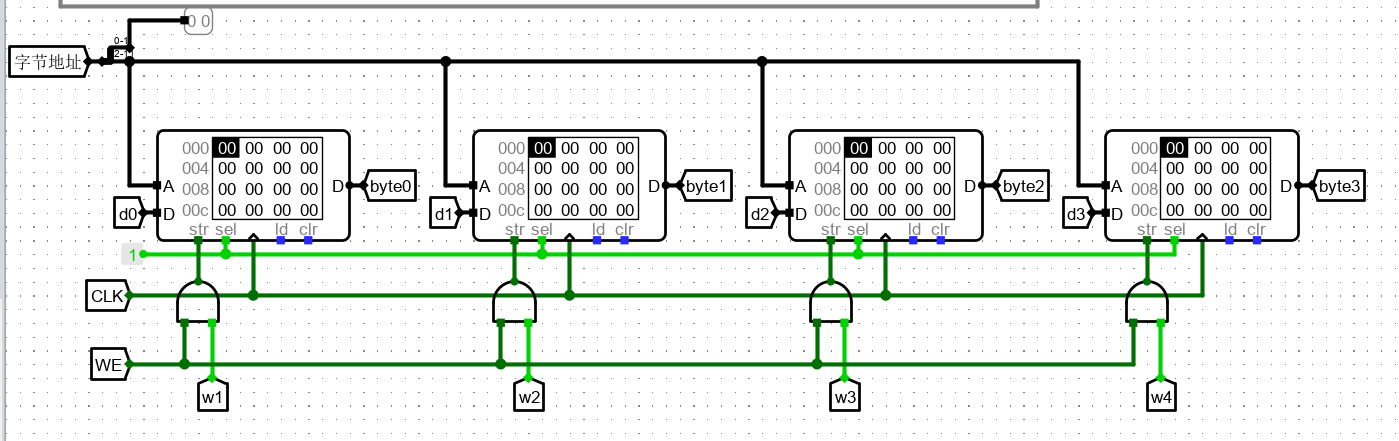 0 0
0-1
2-1
字节地址
000 00 00 00 00
004 00 00 00 00
008 00 00 00 00
00c 00 00 00 00
A
D
D
str sel ld clr
d0
byte0
000 00 00 00 00
004 00 00 00 00
008 00 00 00 00
00c 00 00 00 00
A
D
D
str sel ld clr
d1
byte1
000 00 00 00 00
004 00 00 00 00
008 00 00 00 00
00c 00 00 00 00
A
D
D
str sel ld clr
d2
byte2
000 00 00 00 00
004 00 00 00 00
008 00 00 00 00
00c 00 00 00 00
A
D
D
str sel ld clr
d3
byte3
1
CLK
WE
w1
w2
w3
w4